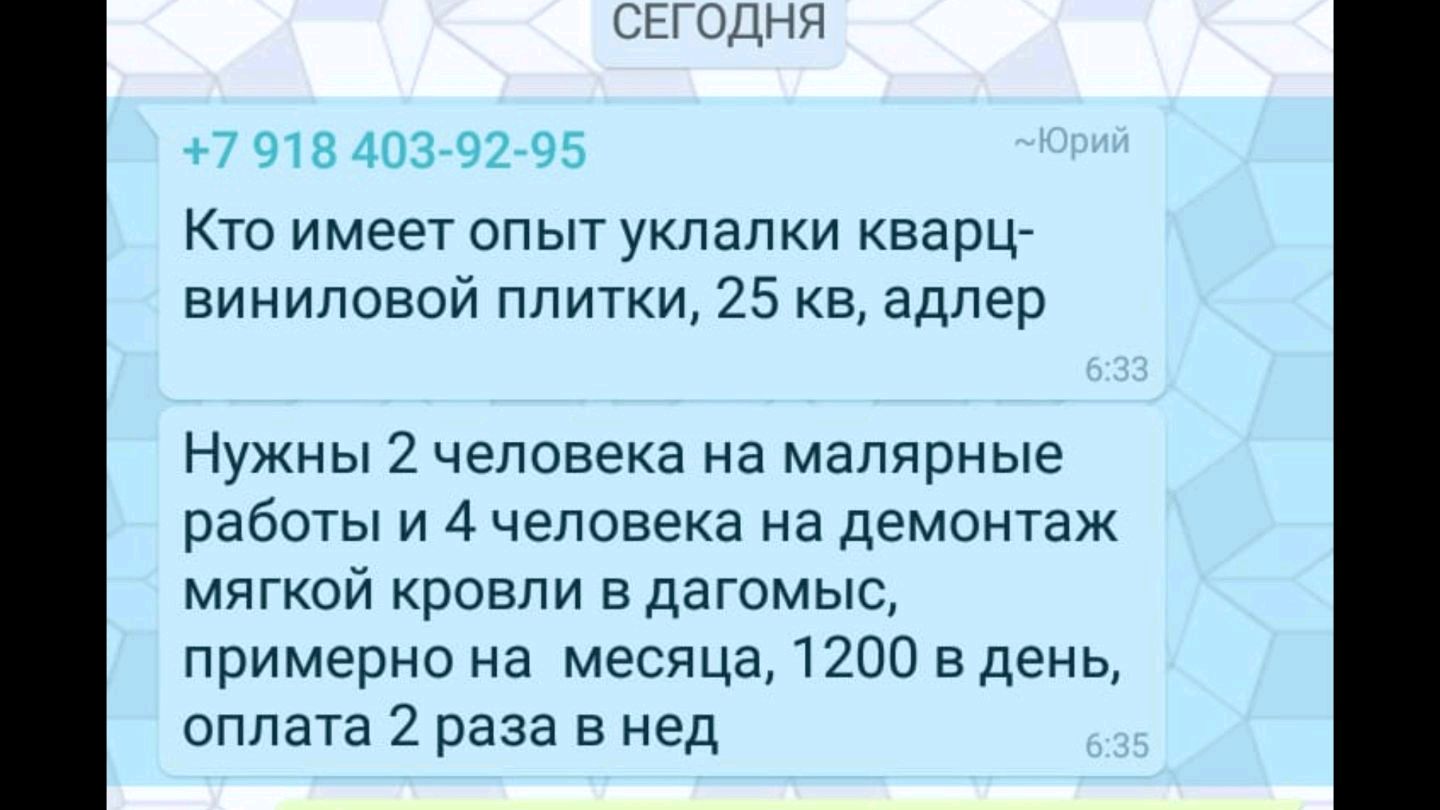 СЕГОДНЯ
+7 918 403-92-95
~Юрий
Кто имеет опыт уклалки кварц-
виниловой плитки, 25 кв, адлер
6:33
Нужны 2 человека на малярные
работы и 4 человека на демонтаж
мягкой кровли в дагомыс,
примерно на  месяца, 1200 в день,
оплата 2 раза в нед
6:35